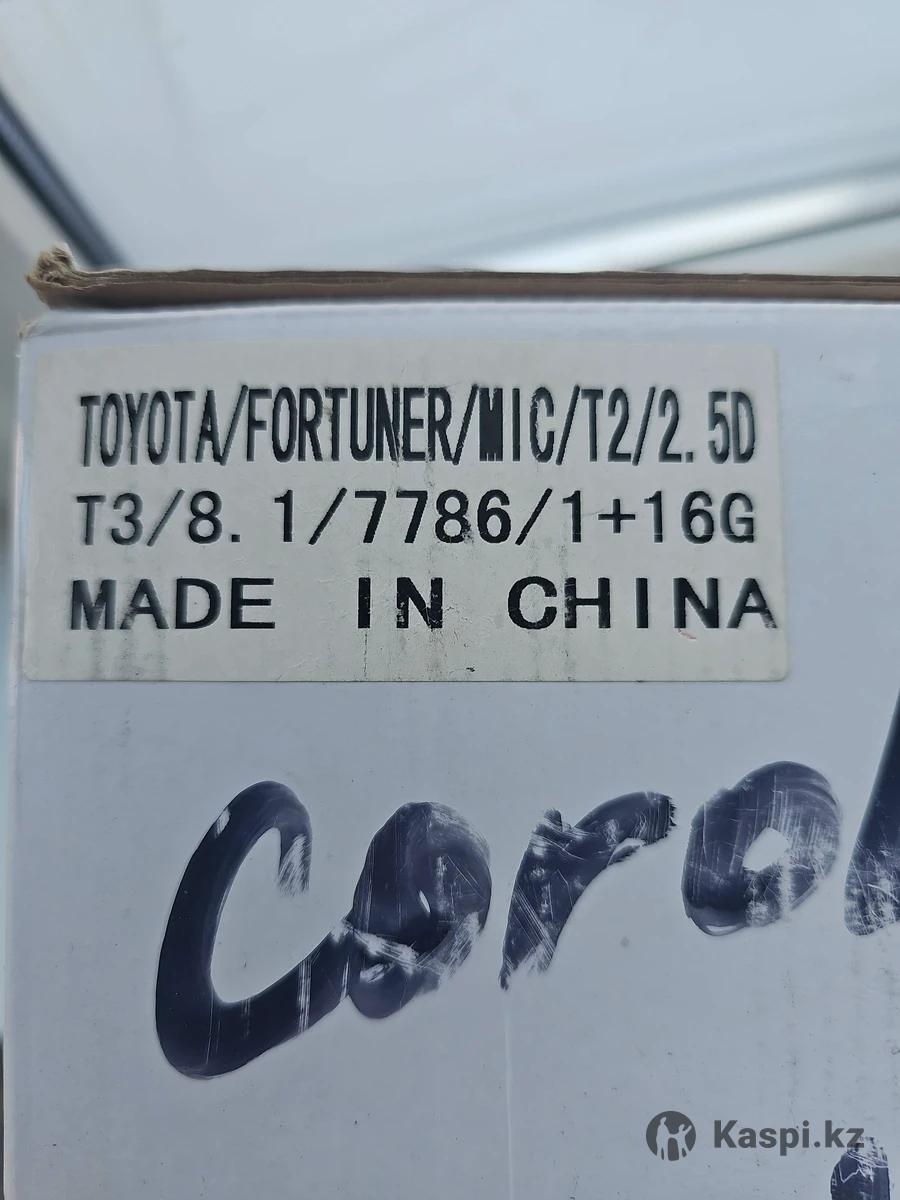 TOYOTA/FORTUNER/MIC/T2/2.5D
T3/8.1/7786/1+16G
MADE IN CHINA
Kaspi.kz